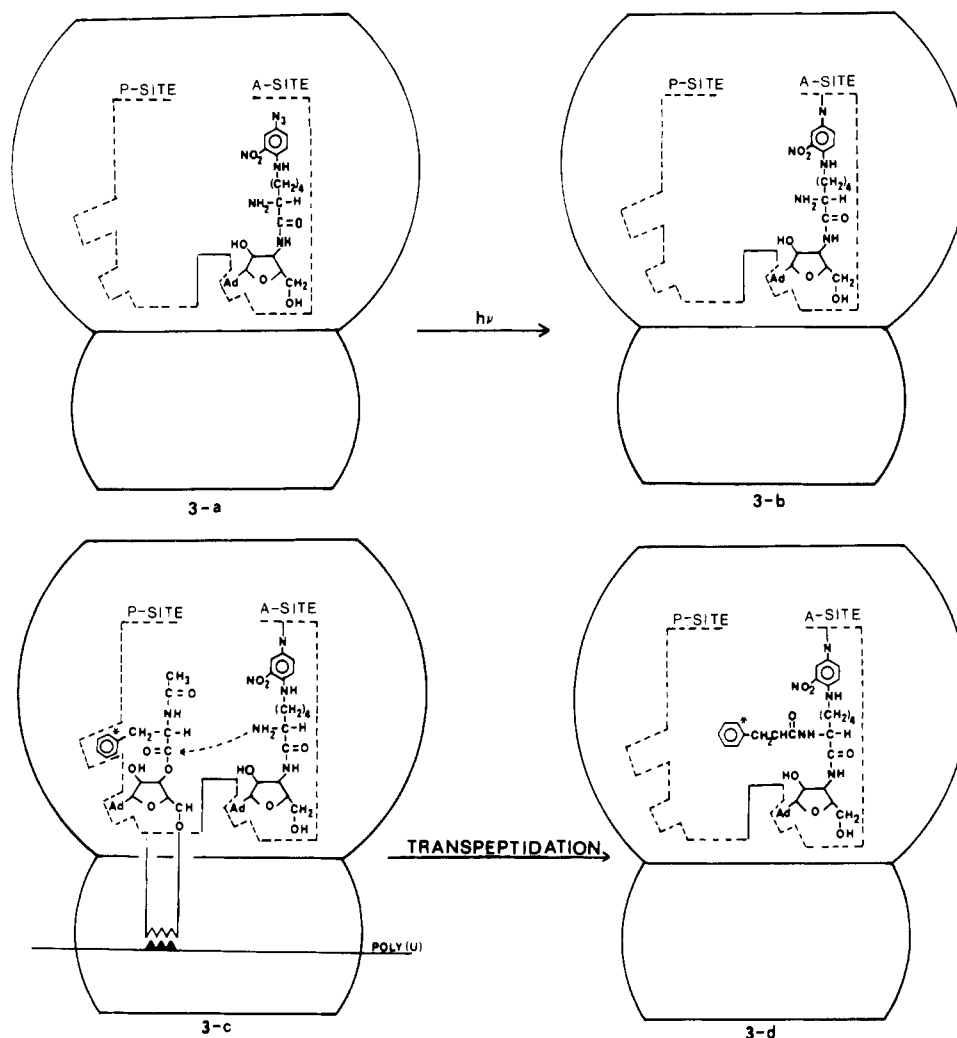 P-SITE
A-SITE
N₃
NO₂
NH
(CH₂)₄
NH₂-C-H
C=O
NH
HO
Ad
O
CH₂
OH
3-a
hν
P-SITE
A-SITE
N
NO₂
NH
(CH₂)₄
NH₂-C-H
C=O
NH
HO
Ad
O
CH₂
OH
3-b
P-SITE
CH₃
C=O
NH
* CH₂-C-H
C=O
O
OH
Ad
O
CH
O
A-SITE
N
NO₂
NH
(CH₂)₄
NH₂-C-H
C=O
NH
HO
Ad
O
CH₂
OH
POLY (U)
3-c
TRANSPEPTIDATION
P-SITE
A-SITE
N
NO₂
NH
(CH₂)₄
O
* -CH₂CHC-NH-C-H
C=O
NH
HO
Ad
O
CH₂
OH
3-d